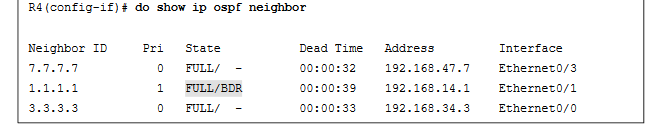 R4(config-if)# do show ip ospf neighbor
Neighbor ID Pri State Dead Time Address Interface
7.7.7.7 0 FULL/ - 00:00:32 192.168.47.7 Ethernet0/3
1.1.1.1 1 FULL/BDR 00:00:39 192.168.14.1 Ethernet0/1
3.3.3.3 0 FULL/ - 00:00:33 192.168.34.3 Ethernet0/0